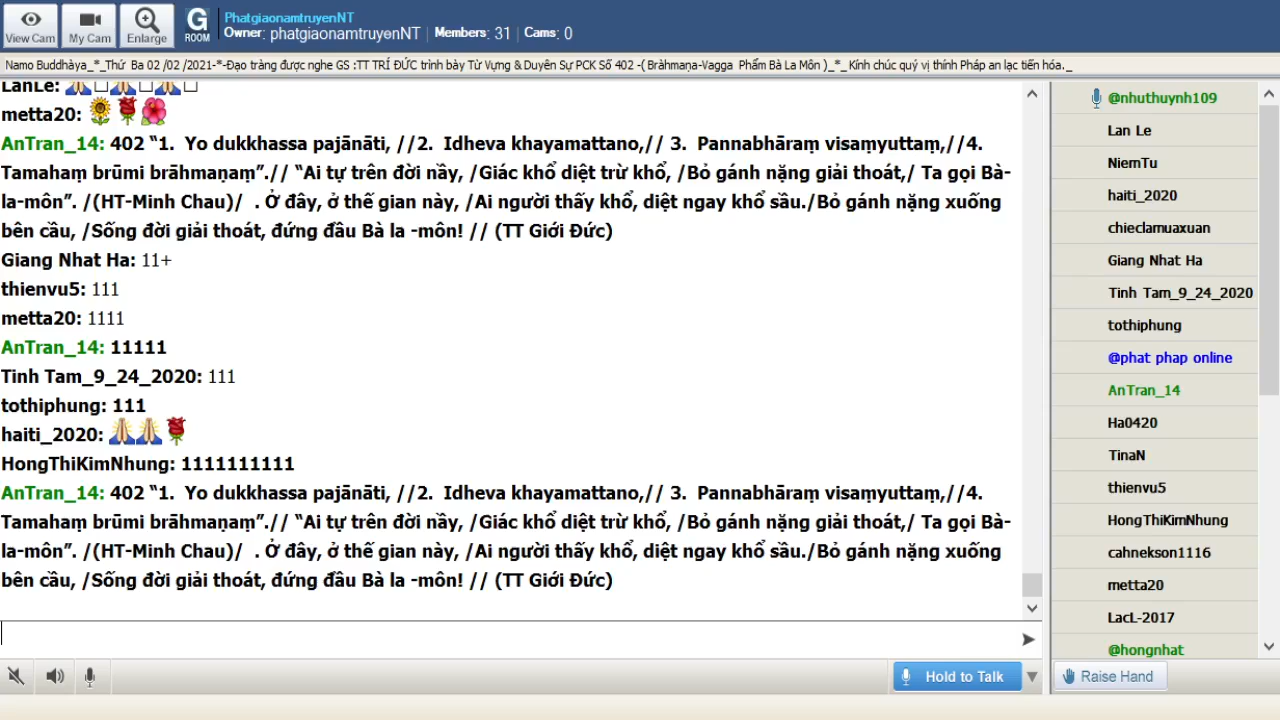 View Cam
My Cam
Enlarge
G
ROOM
PhatgiaonamtruyenNT
Owner: phatgiaonamtruyenNT | Members: 31 | Cams: 0
Namo Buddhàya_*_Thứ Ba 02 /02 /2021-*-Đạo tràng được nghe GS :TT TRÍ ĐỨC trình bày Từ Vựng & Duyên Sự PCK Số 402 -( Bràhmaṇa-Vagga Phẩm Bà La Môn )_*_ Kính chúc quý vị thính Pháp an lạc tiến hóa._
LanLe: 🙏□🙏□🙏□
metta20: 🌻🌹🌺
AnTran_14: 402 “1. Yo dukkhassa pajānāti, //2. Idheva khayamattano,// 3. Pannabhāraṃ visaṃyuttaṃ,//4.
Tamahaṃ brūmi brāhmaṇaṃ”.// “Ai tự trên đời nầy, /Giác khổ diệt trừ khổ, /Bỏ gánh nặng giải thoát,/ Ta gọi Bà-
la-môn”. /(HT-Minh Chau)/ . Ở đây, ở thế gian này, /Ai người thấy khổ, diệt ngay khổ sầu./Bỏ gánh nặng xuống
bên cầu, /Sống đời giải thoát, đứng đầu Bà la -môn! // (TT Giới Đức)
Giang Nhat Ha: 11+
thienvu5: 111
metta20: 1111
AnTran_14: 11111
Tinh Tam_9_24_2020: 111
tothiphung: 111
haiti_2020: 🙏🙏🌹
HongThiKimNhung: 1111111111
AnTran_14: 402 “1. Yo dukkhassa pajānāti, //2. Idheva khayamattano,// 3. Pannabhāraṃ visaṃyuttaṃ,//4.
Tamahaṃ brūmi brāhmaṇaṃ”.// “Ai tự trên đời nầy, /Giác khổ diệt trừ khổ, /Bỏ gánh nặng giải thoát,/ Ta gọi Bà-
la-môn”. /(HT-Minh Chau)/ . Ở đây, ở thế gian này, /Ai người thấy khổ, diệt ngay khổ sầu./Bỏ gánh nặng xuống
bên cầu, /Sống đời giải thoát, đứng đầu Bà la -môn! // (TT Giới Đức)
Hold to Talk
@nhuthuynh109
Lan Le
NiemTu
haiti_2020
chieclamuaxuan
Giang Nhat Ha
Tinh Tam_9_24_2020
tothiphung
@phat phap online
AnTran_14
Ha0420
TinaN
thienvu5
HongThiKimNhung
cahnekson1116
metta20
LacL-2017
@hongnhat
Raise Hand